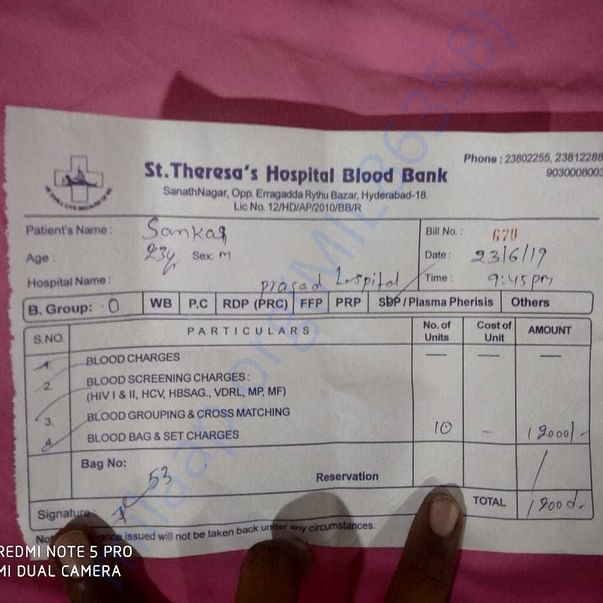 St.Theresa's Hospital Blood Bank
SanathNagar, Opp. Erragadda Rythu Bazar, Hyderabad-18.
Lic No. 12/HD/AP/2010/BB/R
Phone : 23802255, 23812288
9030008003
Patient's Name : Sankar
Age : 23y Sex: M
Hospital Name : prasad hospital
Bill No. : 670
Date : 23/6/19
Time : 9:45pm
B. Group: O WB P.C RDP (PRC) FFP PRP SDP / Plasma Pherisis Others
S.NO. PARTICULARS No. of Units Cost of Unit AMOUNT
1. BLOOD CHARGES — — —
2. BLOOD SCREENING CHARGES :
(HIV I & II, HCV, HBSAG., VDRL, MP, MF)
3. BLOOD GROUPING & CROSS MATCHING
4. BLOOD BAG & SET CHARGES 10 - 12000/-
Bag No: 53
Reservation
Signature: TOTAL
issued will not be taken back under any circumstances.
REDMI NOTE 5 PRO
MI DUAL CAMERA